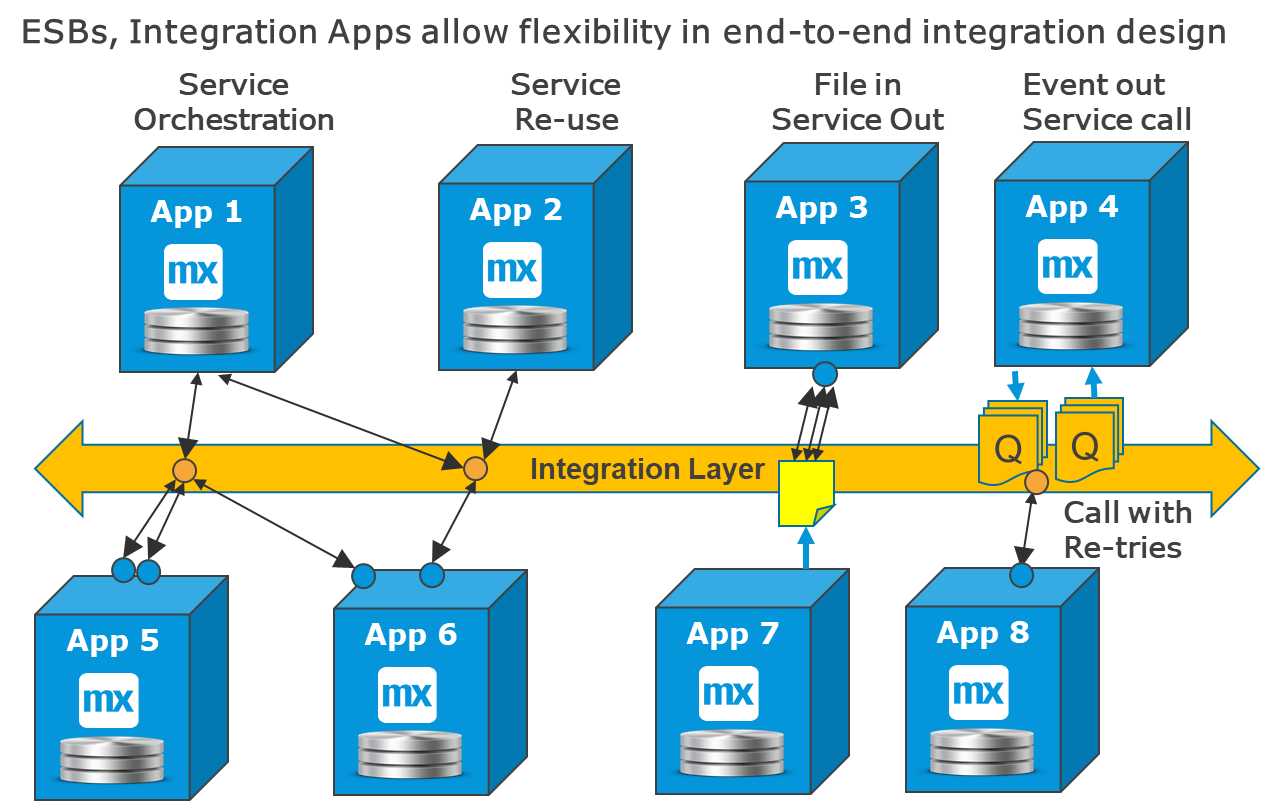 ESBs, Integration Apps allow flexibility in end-to-end integration design
Service
Orchestration
Service
Re-use
File in
Service Out
Event out
Service call
App 1
mx
App 2
mx
App 3
mx
App 4
mx
Integration Layer
Q
Q
Call with
Re-tries
App 5
mx
App 6
mx
App 7
mx
App 8
mx